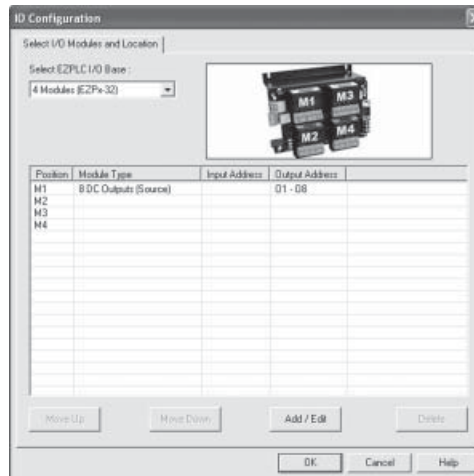 IO Configuration
Select I/O Modules and Location
Select EZPLC I/O Base :
4 Modules (EZPx-32)
M1 M3
M2 M4
Position Module Type Input Address Output Address
M1 8 DC Outputs (Source) O1 - O8
M2
M3
M4
Move Up Move Down Add / Edit Delete
OK Cancel Help